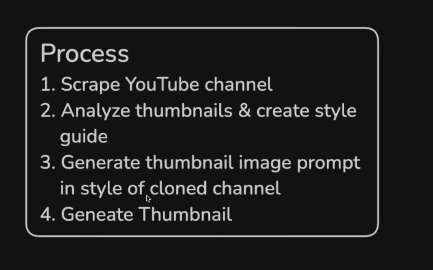 Process
1. Scrape YouTube channel
2. Analyze thumbnails & create style
guide
3. Generate thumbnail image prompt
in style of cloned channel
4. Geneate Thumbnail